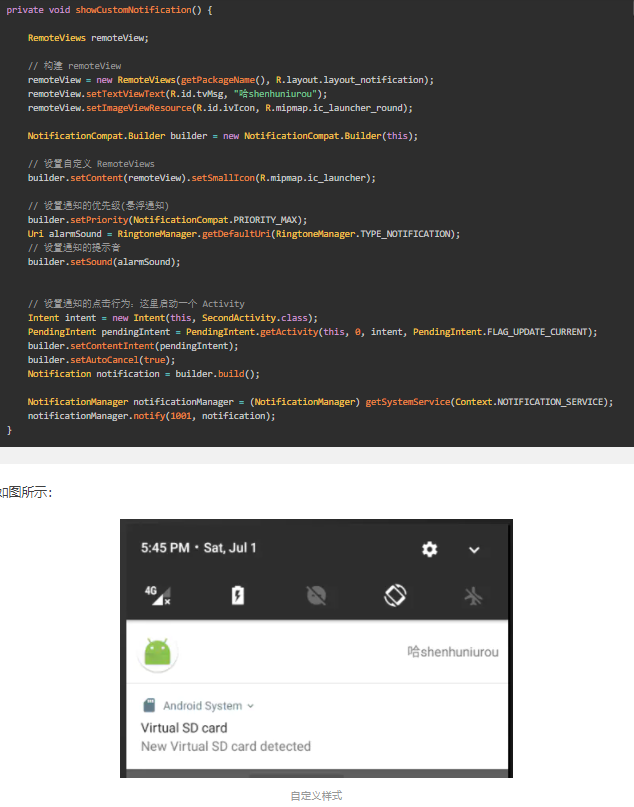 private void showCustomNotification() {
RemoteViews remoteView;
// 构建 remoteView
remoteView = new RemoteViews(getPackageName(), R.layout.layout_notification);
remoteView.setTextViewText(R.id.tvMsg, "哈shenhuniurou");
remoteView.setImageViewResource(R.id.ivIcon, R.mipmap.ic_launcher_round);
NotificationCompat.Builder builder = new NotificationCompat.Builder(this);
// 设置自定义 RemoteViews
builder.setContent(remoteView).setSmallIcon(R.mipmap.ic_launcher);
// 设置通知的优先级(悬浮通知)
builder.setPriority(NotificationCompat.PRIORITY_MAX);
Uri alarmSound = RingtoneManager.getDefaultUri(RingtoneManager.TYPE_NOTIFICATION);
// 设置通知的提示音
builder.setSound(alarmSound);
// 设置通知的点击行为：这里启动一个 Activity
Intent intent = new Intent(this, SecondActivity.class);
PendingIntent pendingIntent = PendingIntent.getActivity(this, 0, intent, PendingIntent.FLAG_UPDATE_CURRENT);
builder.setContentIntent(pendingIntent);
builder.setAutoCancel(true);
Notification notification = builder.build();
NotificationManager notificationManager = (NotificationManager) getSystemService(Context.NOTIFICATION_SERVICE);
notificationManager.notify(1001, notification);
}
如图所示：
5:45 PM • Sat, Jul 1
4G
哈shenhuniurou
Android System
Virtual SD card
New Virtual SD card detected
自定义样式